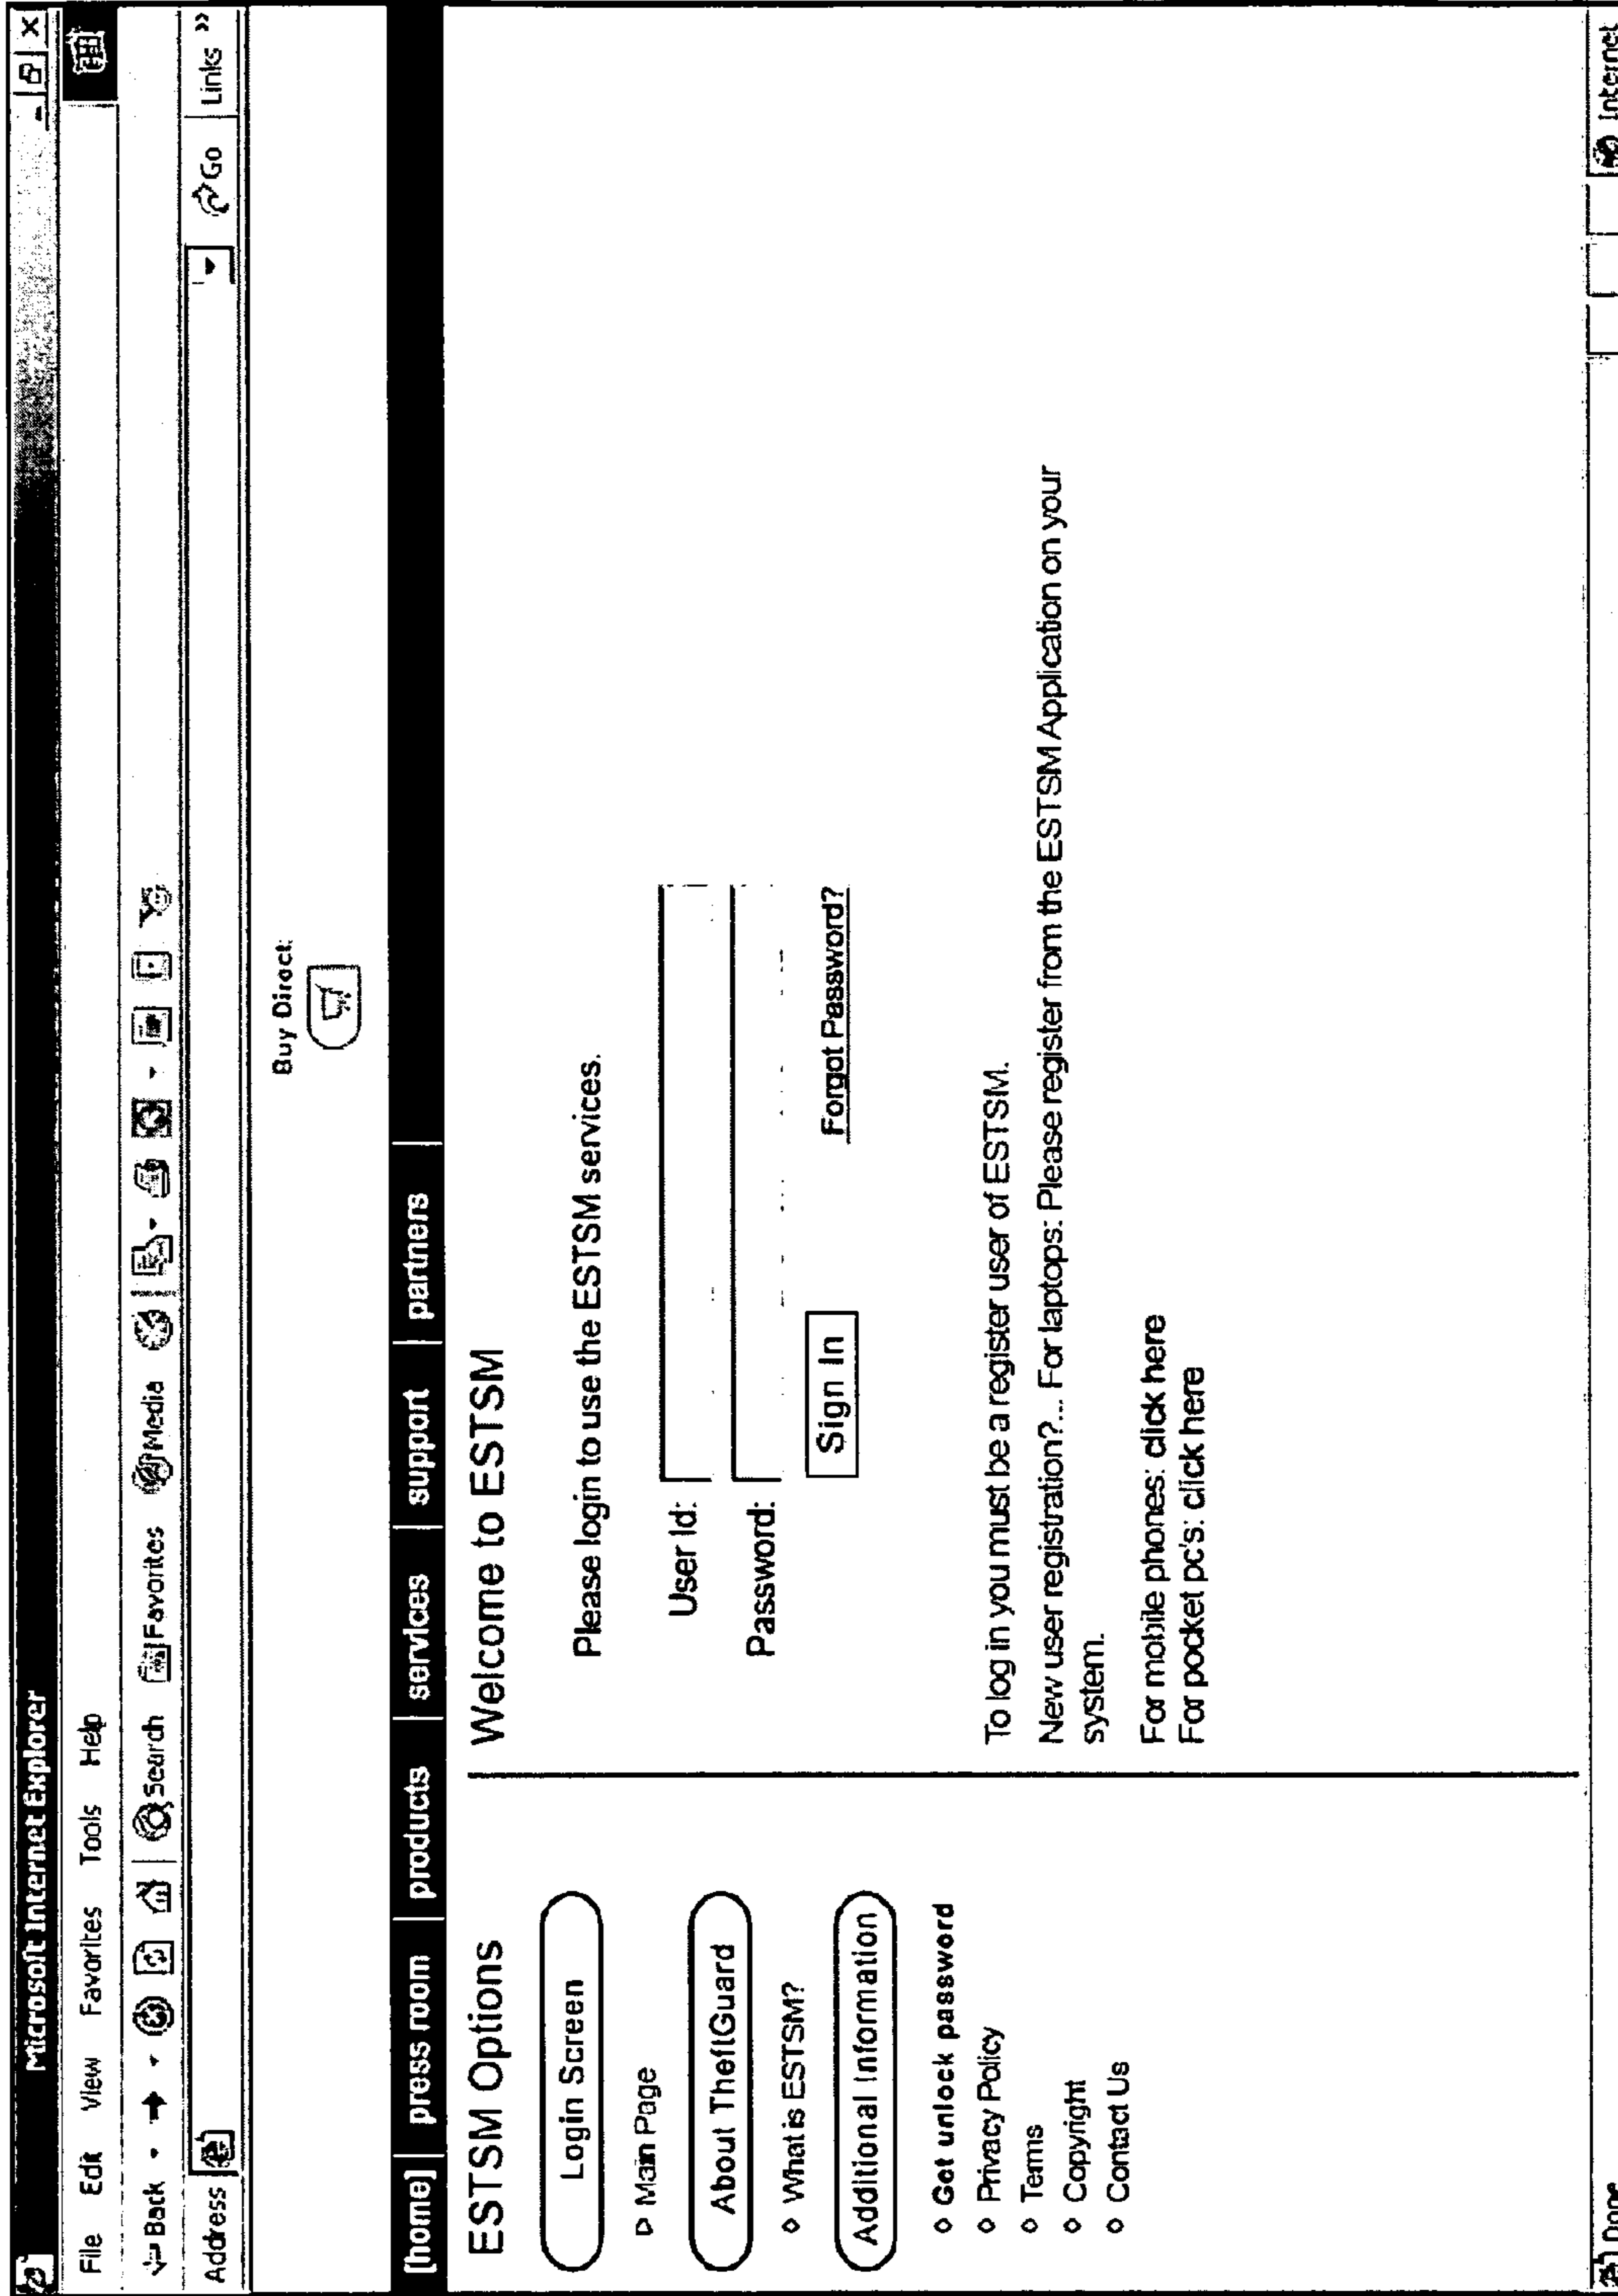 Microsoft Internet Explorer
File Edit View Favorites Tools Help
Back Search Favorites Media
Address Go Links »
Buy Direct:
[home] press room products services support partners
ESTSM Options
Login Screen
Main Page
About TheftGuard
What is ESTSM?
Additional Information
Get unlock password
Privacy Policy
Terms
Copyright
Contact Us
Welcome to ESTSM
Please login to use the ESTSM services.
User Id:
Password:
Sign In Forgot Password?
To log in you must be a register user of ESTSM.
New user registration?... For laptops: Please register from the ESTSM Application on your
system.
For mobile phones: click here
For pocket pc's: click here
Done Internet